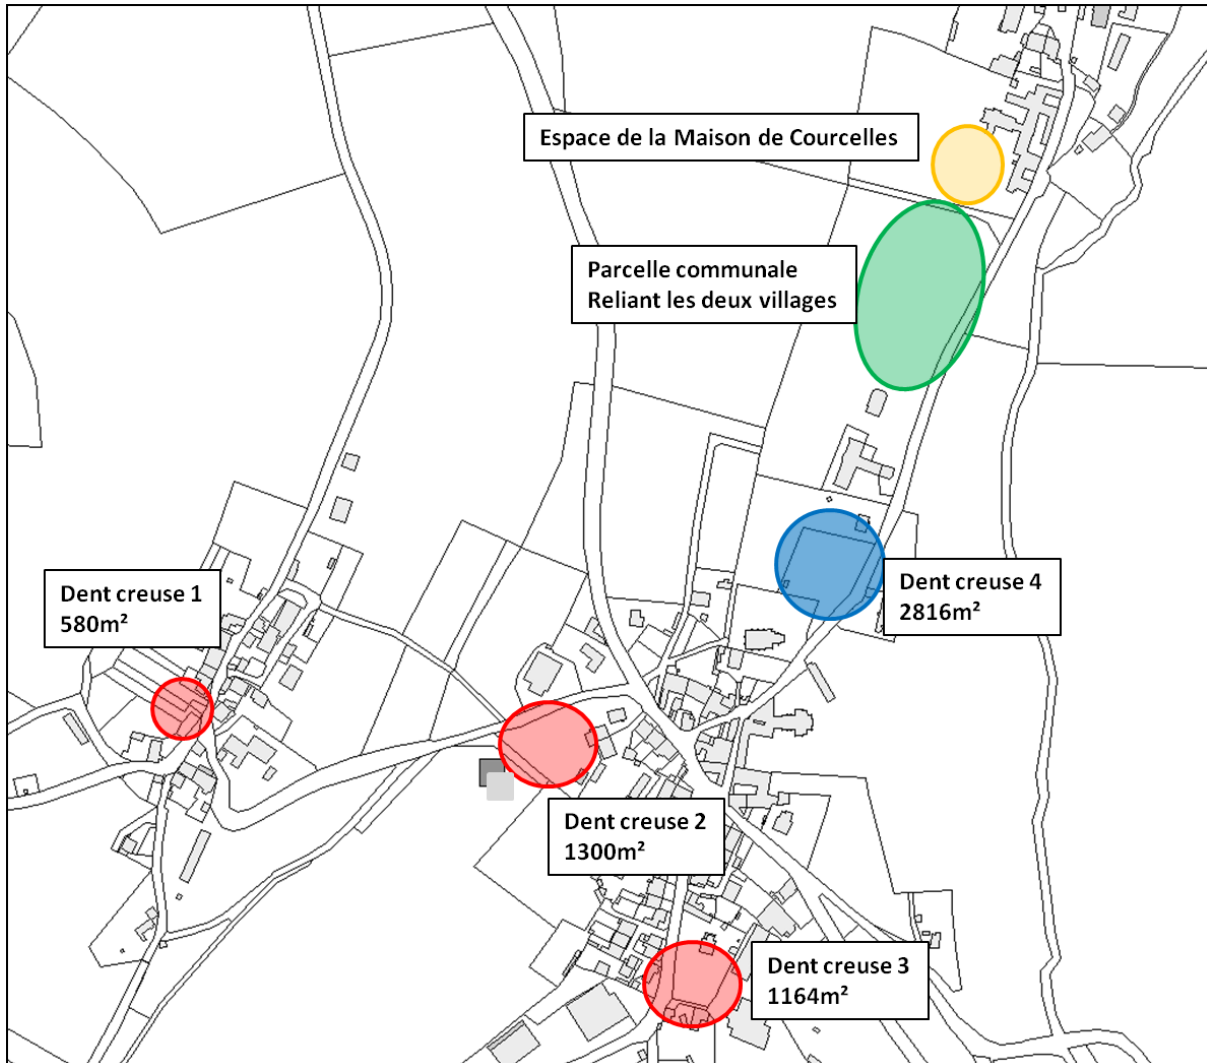 Espace de la Maison de Courcelles
Parcelle communale
Reliant les deux villages
Dent creuse 1
580m²
Dent creuse 4
2816m²
Dent creuse 2
1300m²
Dent creuse 3
1164m²